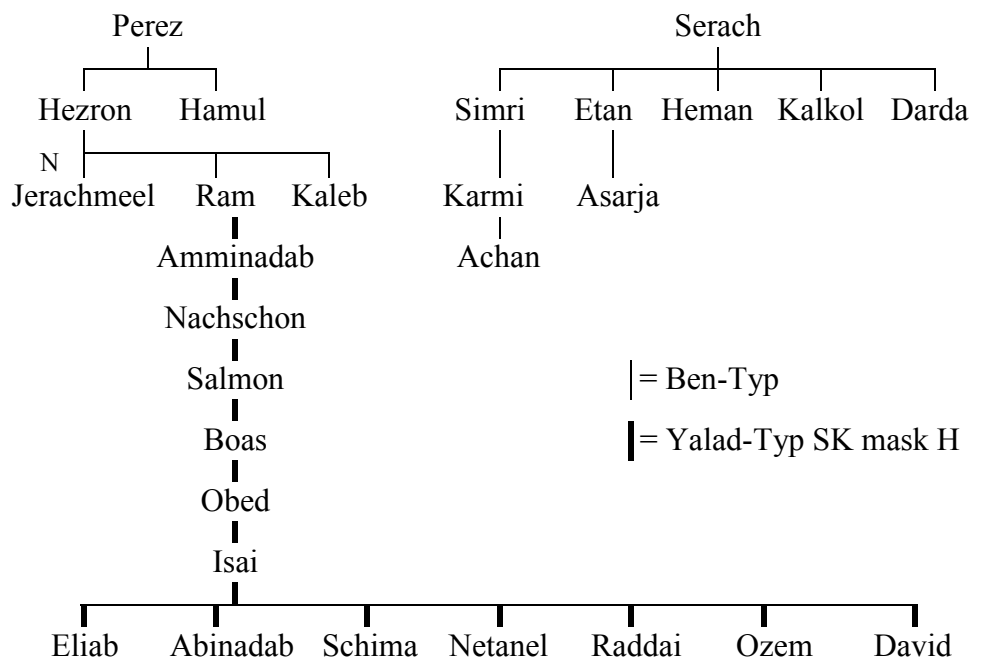 Perez Serach
Hezron Hamul Simri Etan Heman Kalkol Darda
N
Jerachmeel Ram Kaleb Karmi Asarja
Amminadab Achan
Nachschon
Salmon = Ben-Typ
Boas = Yalad-Typ SK mask H
Obed
Isai
Eliab Abinadab Schima Netanel Raddai Ozem David